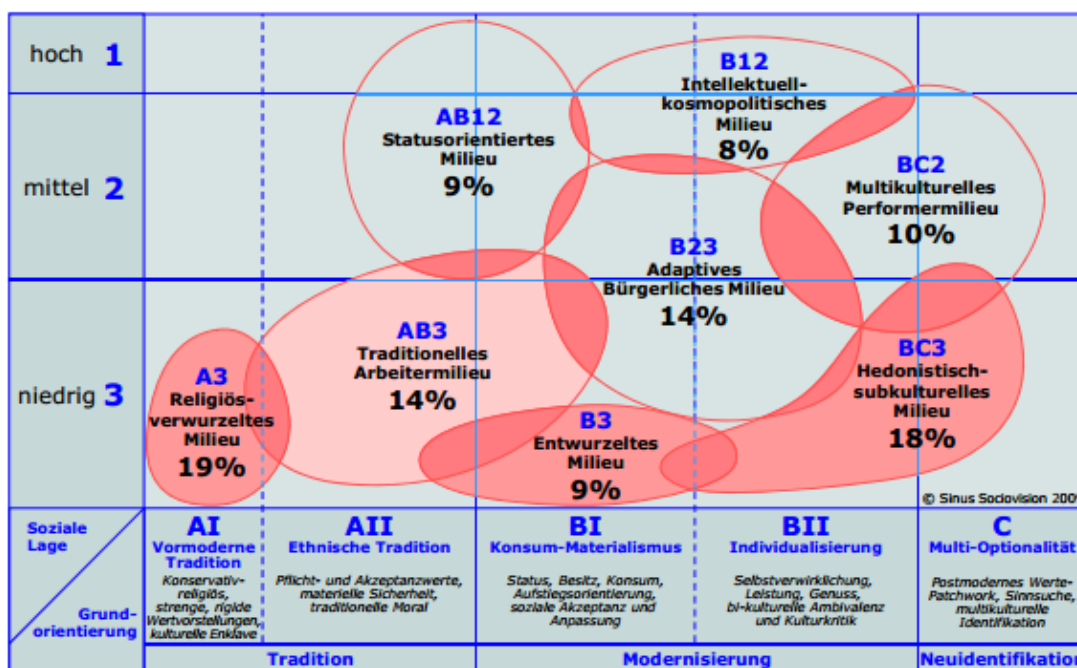 hoch 1
mittel 2
niedrig 3
B12
Intellektuell-
kosmopolitisches
Milieu
8%
AB12
Statusorientiertes
Milieu
9%
BC2
Multikulturelles
Performermilieu
10%
B23
Adaptives
Bürgerliches Milieu
14%
AB3
Traditionelles
Arbeitermilieu
14%
A3
Religiös-
verwurzeltes
Milieu
19%
B3
Entwurzeltes
Milieu
9%
BC3
Hedonistisch-
subkulturelles
Milieu
18%
© Sinus Sociovision 2009
Soziale
Lage
Grund-
orientierung
AI
Vormoderne
Tradition
Konservativ-
religiös,
strenge, rigide
Wertvorstellungen,
kulturelle Enklave
AII
Ethnische Tradition
Pflicht- und Akzeptanzwerte,
materielle Sicherheit,
traditionelle Moral
BI
Konsum-Materialismus
Status, Besitz, Konsum,
Aufstiegsorientierung,
soziale Akzeptanz und
Anpassung
BII
Individualisierung
Selbstverwirklichung,
Leistung, Genuss,
bi-kulturelle Ambivalenz
und Kulturkritik
C
Multi-Optionalität
Postmodernes Werte-
Patchwork, Sinnsuche,
multikulturelle
Identifikation
Tradition
Modernisierung
Neuidentifikation